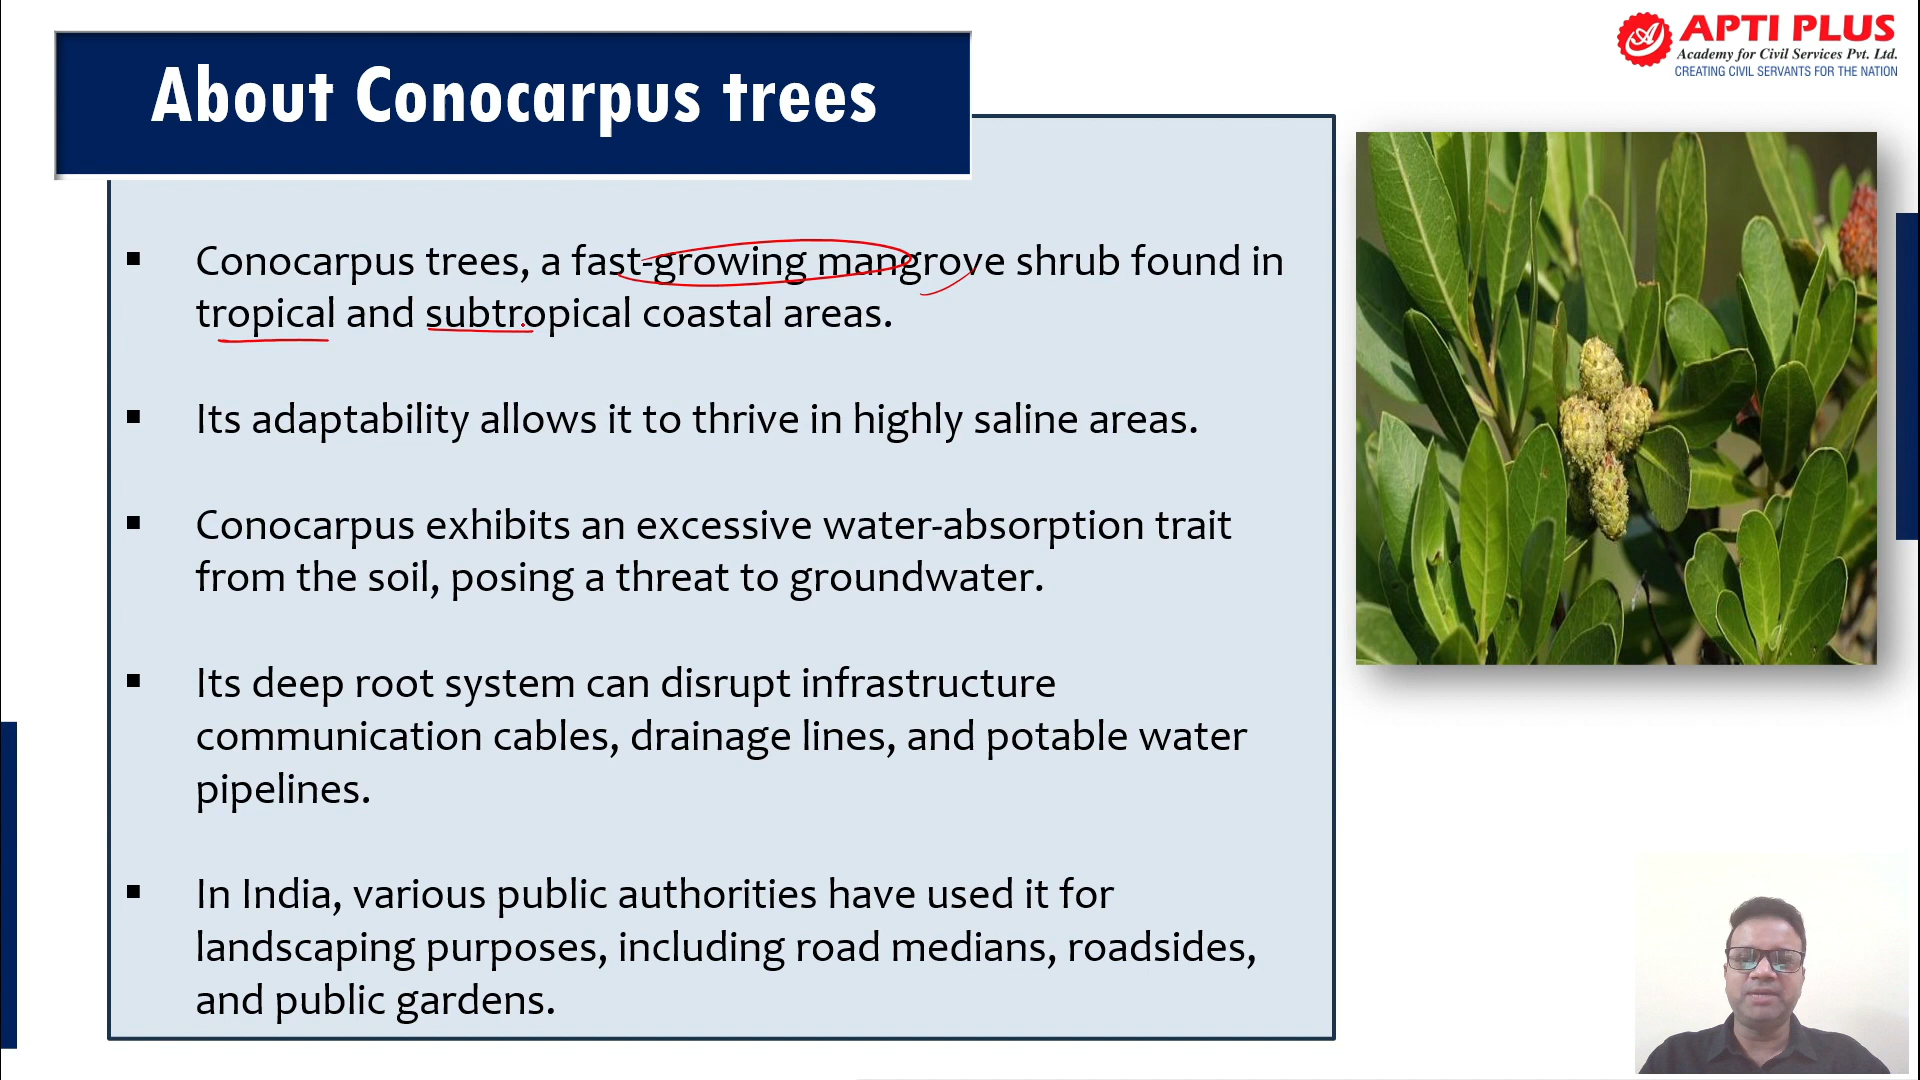 APTI PLUS
Academy for Civil Services Pvt. Ltd.
CREATING CIVIL SERVANTS FOR THE NATION
About Conocarpus trees
▪ Conocarpus trees, a fast-growing mangrove shrub found in
tropical and subtropical coastal areas.
▪ Its adaptability allows it to thrive in highly saline areas.
▪ Conocarpus exhibits an excessive water-absorption trait
from the soil, posing a threat to groundwater.
▪ Its deep root system can disrupt infrastructure
communication cables, drainage lines, and potable water
pipelines.
▪ In India, various public authorities have used it for
landscaping purposes, including road medians, roadsides,
and public gardens.